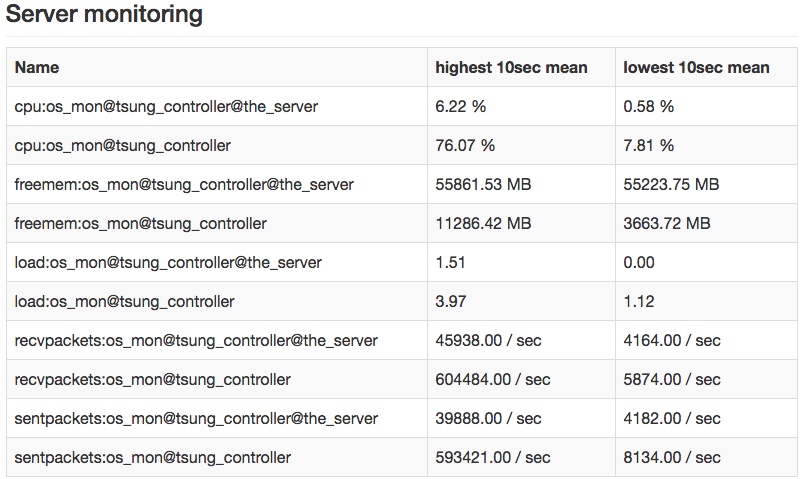 Server monitoring
Name highest 10sec mean lowest 10sec mean
cpu:os_mon@tsung_controller@the_server 6.22 % 0.58 %
cpu:os_mon@tsung_controller 76.07 % 7.81 %
freemem:os_mon@tsung_controller@the_server 55861.53 MB 55223.75 MB
freemem:os_mon@tsung_controller 11286.42 MB 3663.72 MB
load:os_mon@tsung_controller@the_server 1.51 0.00
load:os_mon@tsung_controller 3.97 1.12
recvpackets:os_mon@tsung_controller@the_server 45938.00 / sec 4164.00 / sec
recvpackets:os_mon@tsung_controller 604484.00 / sec 5874.00 / sec
sentpackets:os_mon@tsung_controller@the_server 39888.00 / sec 4182.00 / sec
sentpackets:os_mon@tsung_controller 593421.00 / sec 8134.00 / sec